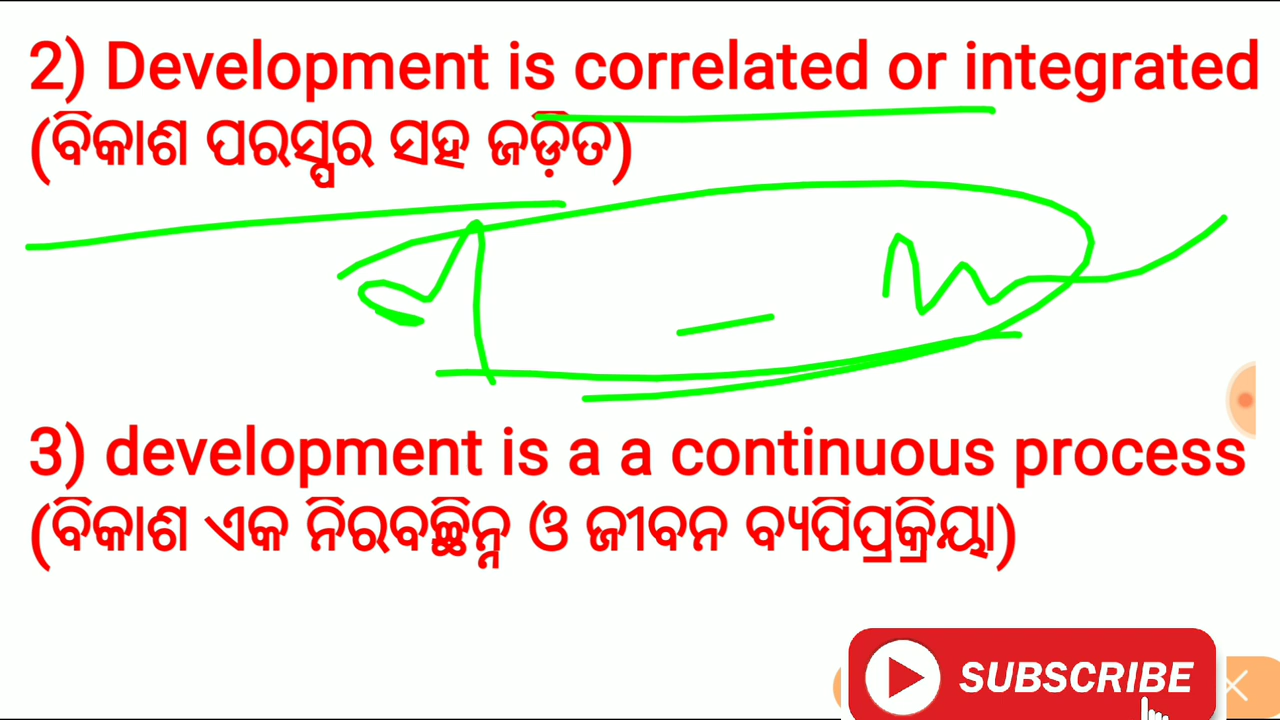 2) Development is correlated or integrated
(ବିକାଶ ପରସ୍ପର ସହ ଜଡ଼ିତ)
3) development is a a continuous process
(ବିକାଶ ଏକ ନିରବଚ୍ଛିନ୍ନ ଓ ଜୀବନ ବ୍ୟପିପ୍ରକ୍ରିୟା)
SUBSCRIBE